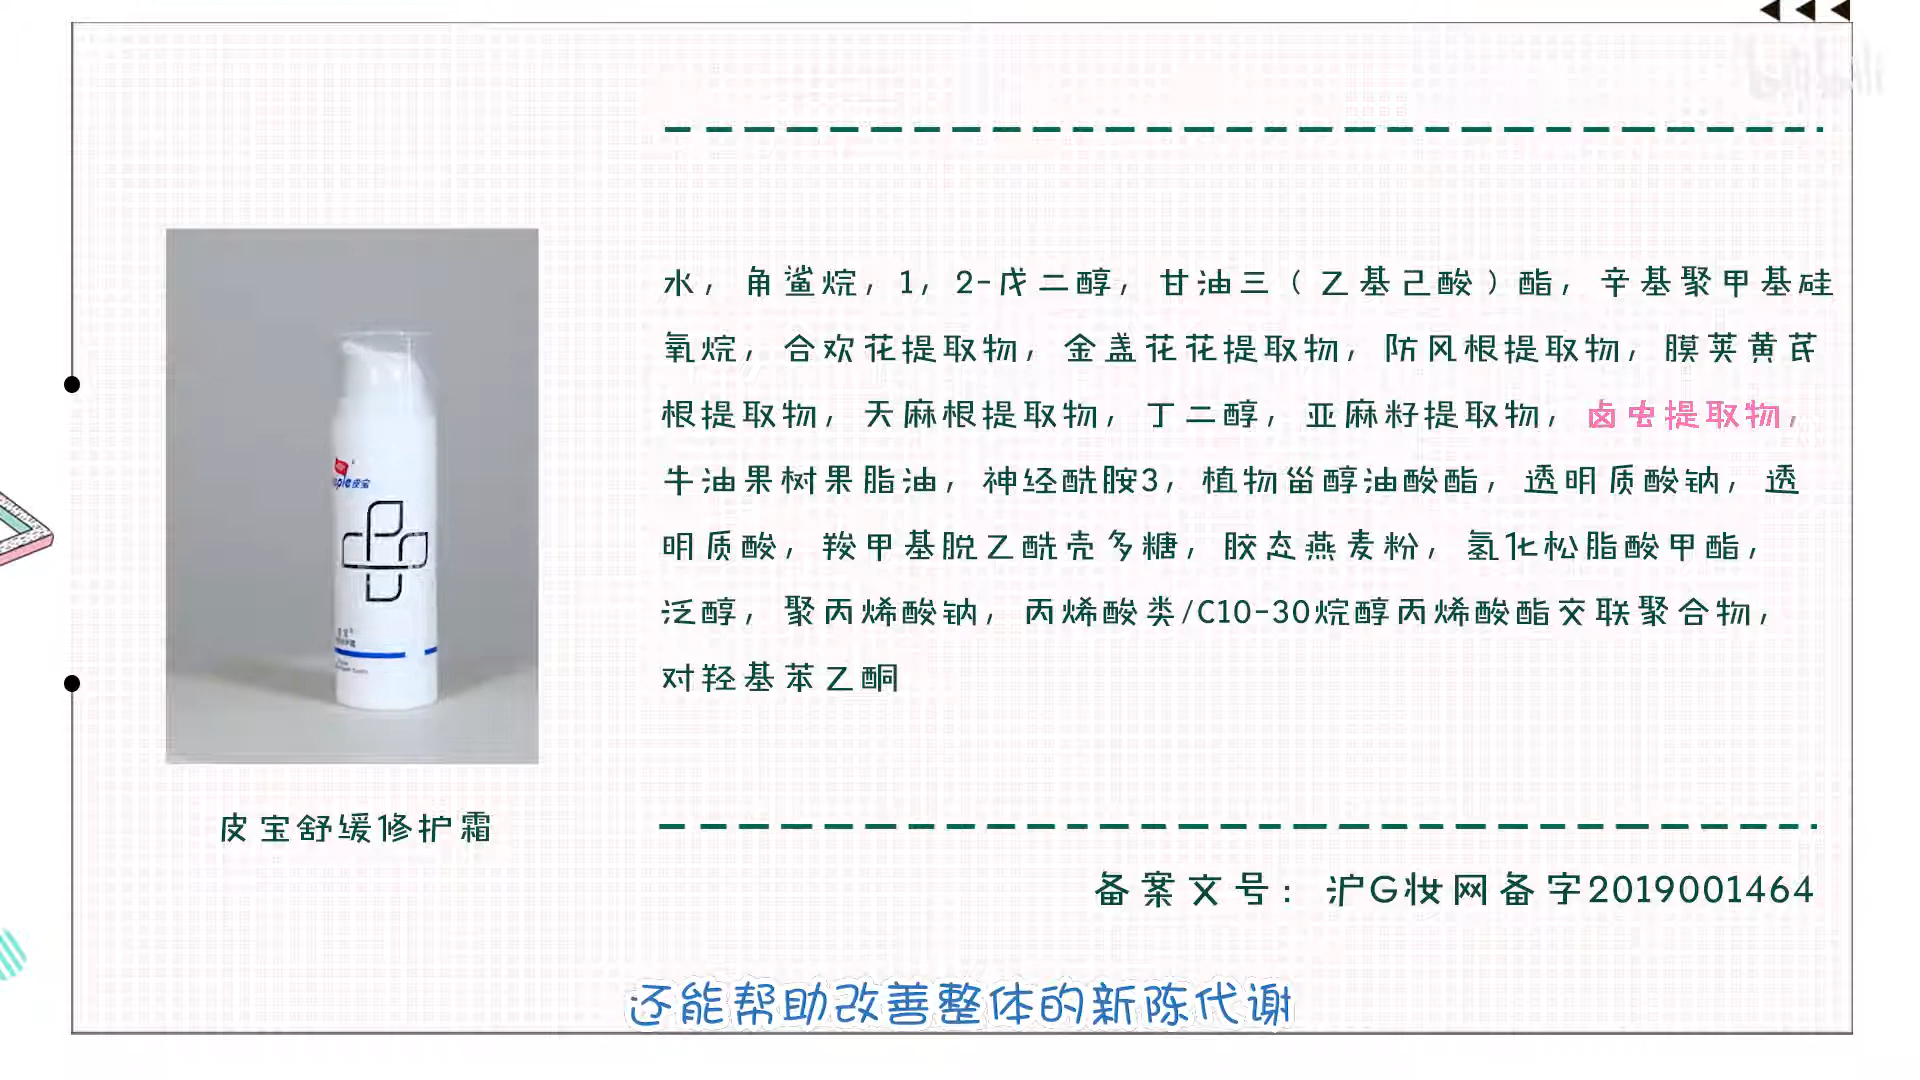 水，角鲨烷，1，2-戊二醇，甘油三（乙基己酸）酯，辛基聚甲基硅
氧烷，合欢花提取物，金盏花花提取物，防风根提取物，膜荚黄芪
根提取物，天麻根提取物，丁二醇，亚麻籽提取物，卤虫提取物，
牛油果树果脂油，神经酰胺3，植物甾醇油酸酯，透明质酸钠，透
明质酸，羧甲基脱乙酰壳多糖，胶态燕麦粉，氢化松脂酸甲酯，
泛醇，聚丙烯酸钠，丙烯酸类/C10-30烷醇丙烯酸酯交联聚合物，
对羟基苯乙酮
皮宝
皮宝舒缓修护霜
备案文号：沪G妆网备字2019001464
还能帮助改善整体的新陈代谢